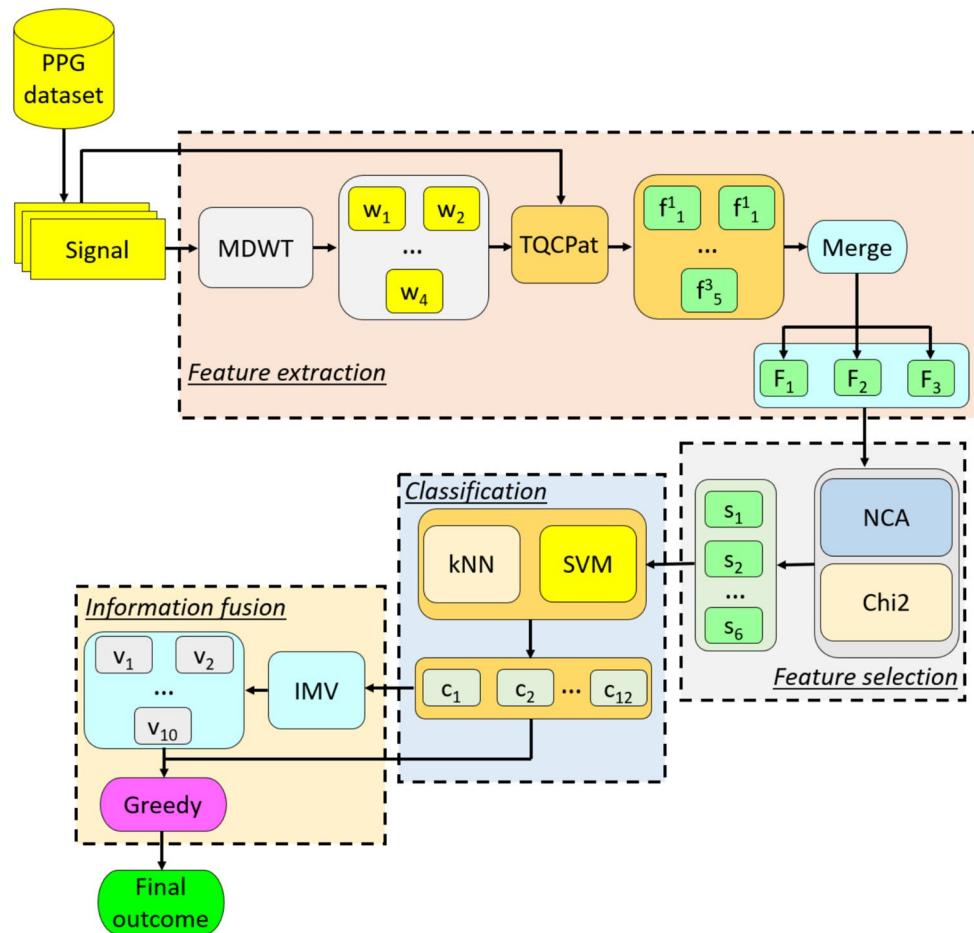 PPG
dataset
Signal
MDWT
w₁ w₂
...
w₄
TQCPat
f¹₁ f¹₁
...
f³₅
Merge
F₁ F₂ F₃
Feature extraction
NCA
Chi2
s₁
s₂
...
s₆
Feature selection
Classification
kNN SVM
c₁ c₂ ... c₁₂
Information fusion
IMV
v₁ v₂
...
v₁₀
Greedy
Final
outcome